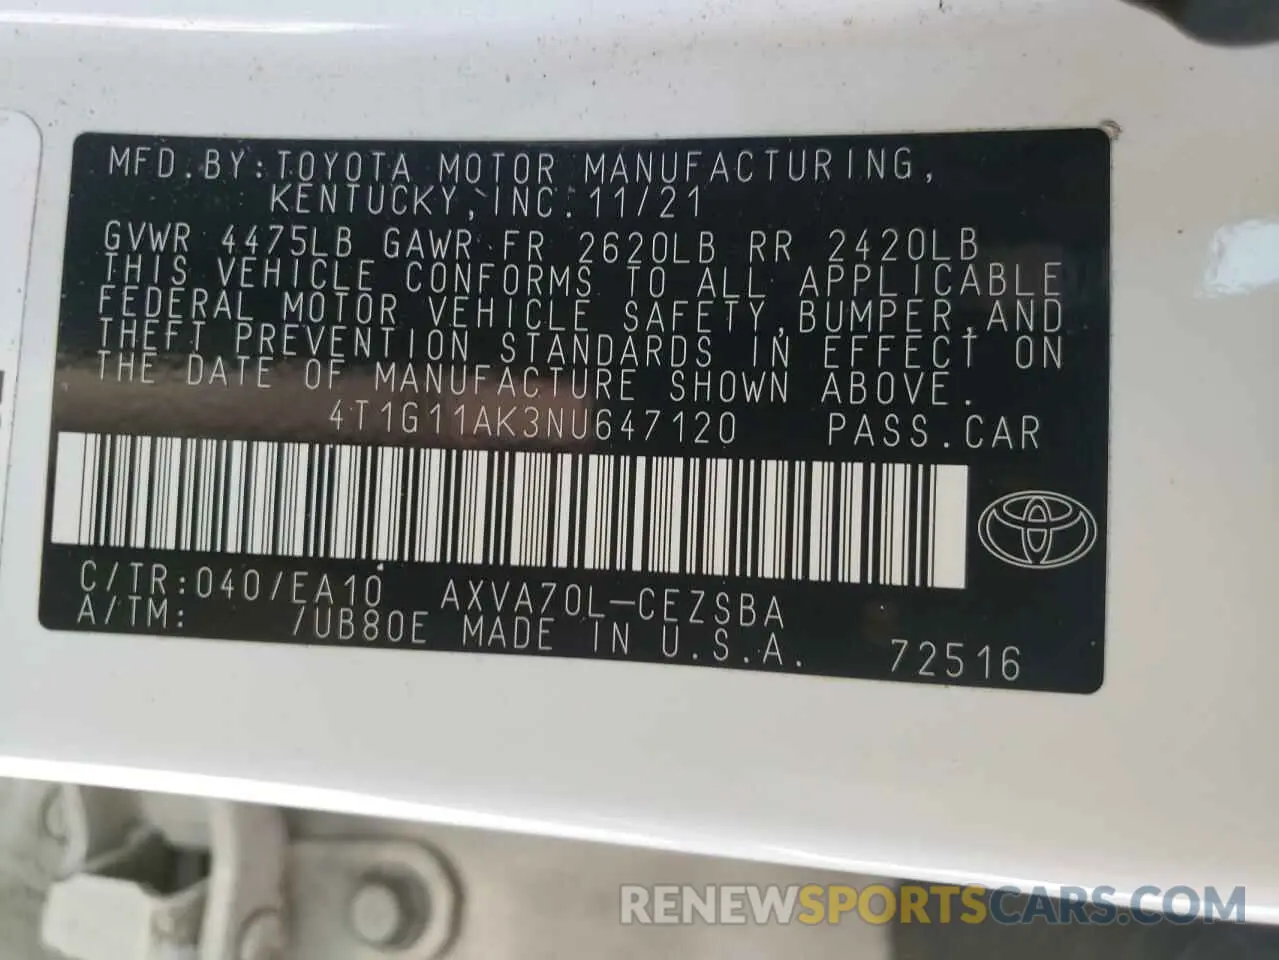 MFD.BY:TOYOTA MOTOR MANUFACTURING,
KENTUCKY, INC. 11/21
GVWR 4475LB GAWR FR 2620LB RR 2420LB
THIS VEHICLE CONFORMS TO ALL APPLICABLE
FEDERAL MOTOR VEHICLE SAFETY,BUMPER,AND
THEFT PREVENTION STANDARDS IN EFFECT ON
THE DATE OF MANUFACTURE SHOWN ABOVE.
4T1G11AK3NU647120 PASS.CAR
C/TR:040/EA10 AXVA70L-CEZSBA
A/TM: /UB80E MADE IN U.S.A. 72516
RENEWSPORTSCARS.COM